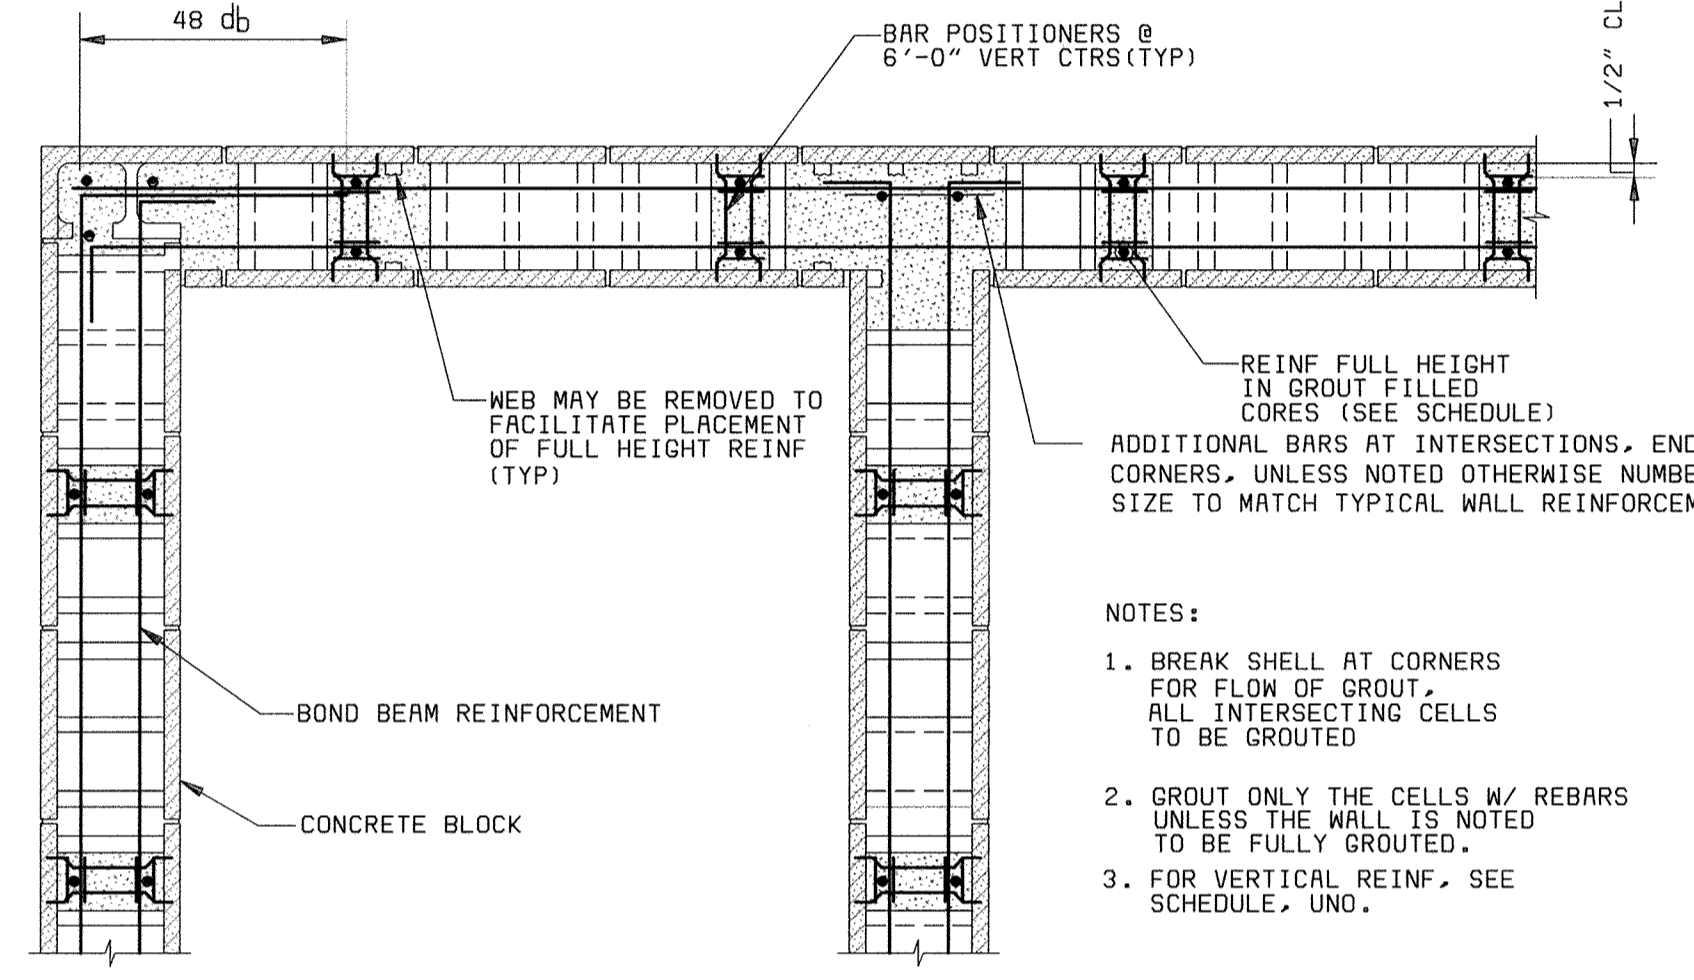 48 db
BAR POSITIONERS @
6'-0" VERT CTRS(TYP)
1/2" CL
WEB MAY BE REMOVED TO
FACILITATE PLACEMENT
OF FULL HEIGHT REINF
(TYP)
REINF FULL HEIGHT
IN GROUT FILLED
CORES (SEE SCHEDULE)
ADDITIONAL BARS AT INTERSECTIONS, END
CORNERS, UNLESS NOTED OTHERWISE NUMBE
SIZE TO MATCH TYPICAL WALL REINFORCEM
BOND BEAM REINFORCEMENT
CONCRETE BLOCK
NOTES:
1. BREAK SHELL AT CORNERS
FOR FLOW OF GROUT,
ALL INTERSECTING CELLS
TO BE GROUTED
2. GROUT ONLY THE CELLS W/ REBARS
UNLESS THE WALL IS NOTED
TO BE FULLY GROUTED.
3. FOR VERTICAL REINF, SEE
SCHEDULE, UNO.